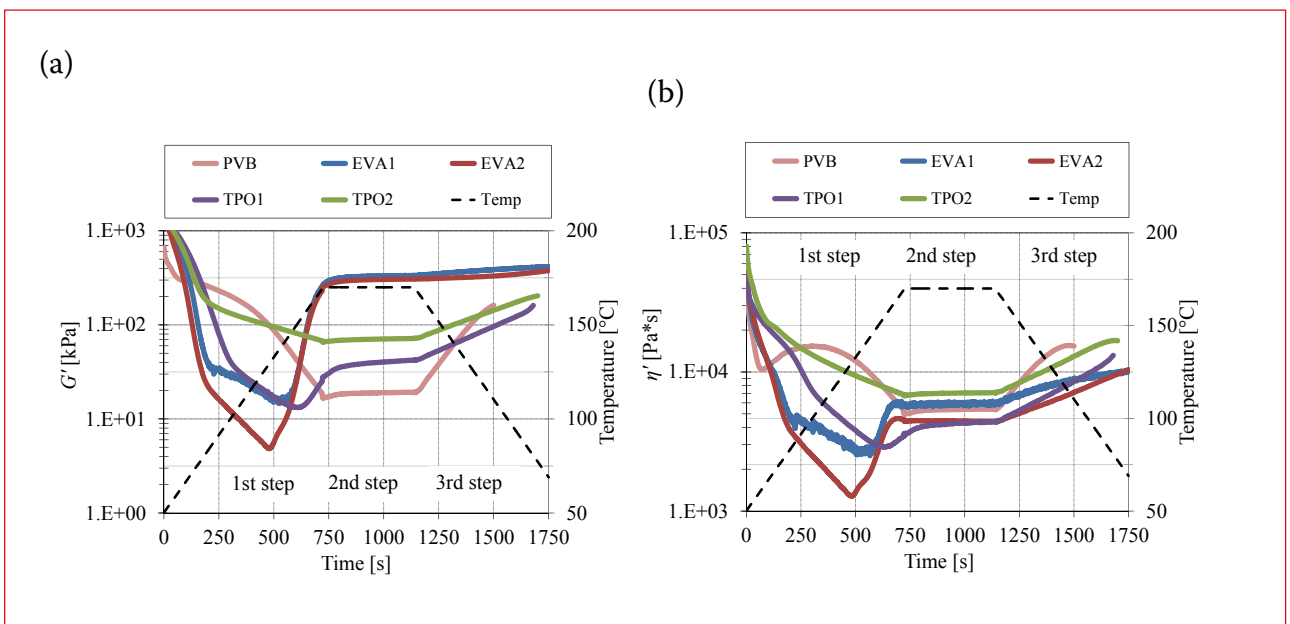 (a)
PVB EVA1 EVA2
TPO1 TPO2 Temp
1.E+03
1.E+02
1.E+01
1.E+00
G′ [kPa]
200
150
100
50
Temperature [°C]
1st step 2nd step 3rd step
0 250 500 750 1000 1250 1500 1750
Time [s]
(b)
PVB EVA1 EVA2
TPO1 TPO2 Temp
1.E+05
1.E+04
1.E+03
η′ [Pa*s]
200
150
100
50
Temperature [°C]
1st step 2nd step 3rd step
0 250 500 750 1000 1250 1500 1750
Time [s]